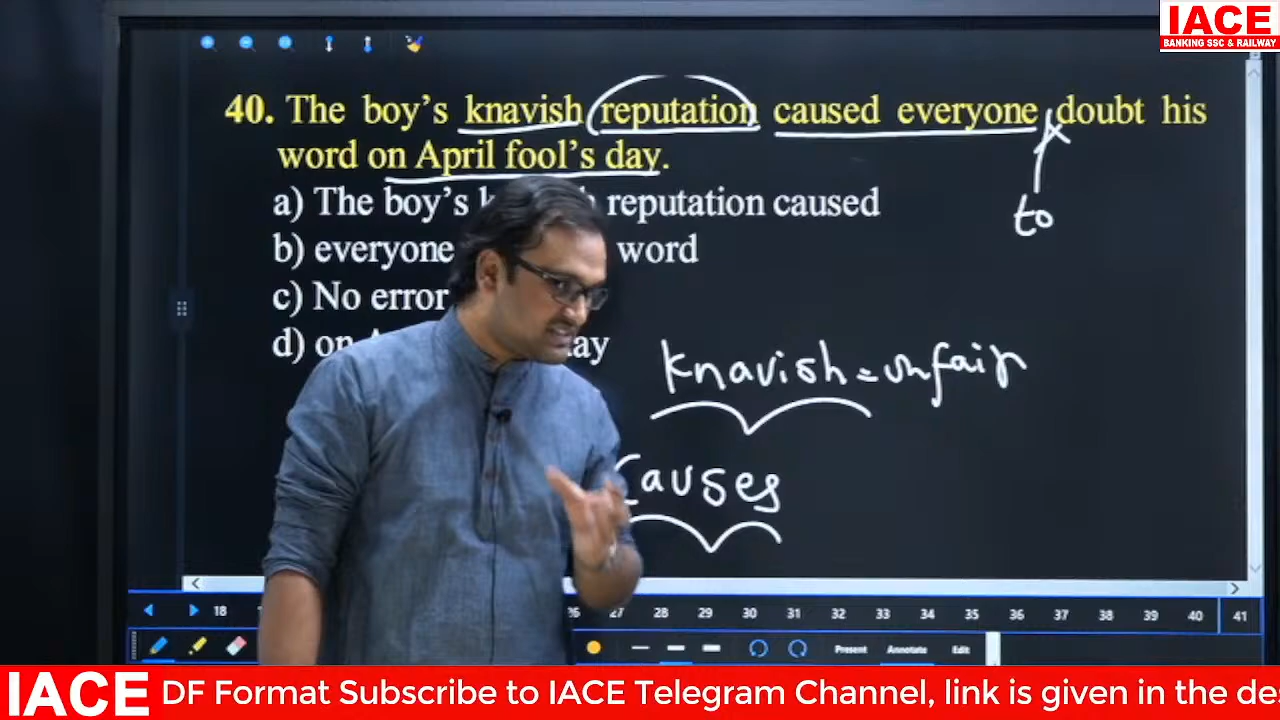 IACE
BANKING SSC & RAILWAY
40. The boy’s knavish reputation caused everyone doubt his
word on April fool’s day.
to
a) The boy’s reputation caused
b) everyone word
c) No error
d) on
knavish = unfair
causes
18 27 28 29 30 31 32 33 34 35 36 37 38 39 40 41
Present Annotate Edit
IACE DF Format Subscribe to IACE Telegram Channel, link is given in the de